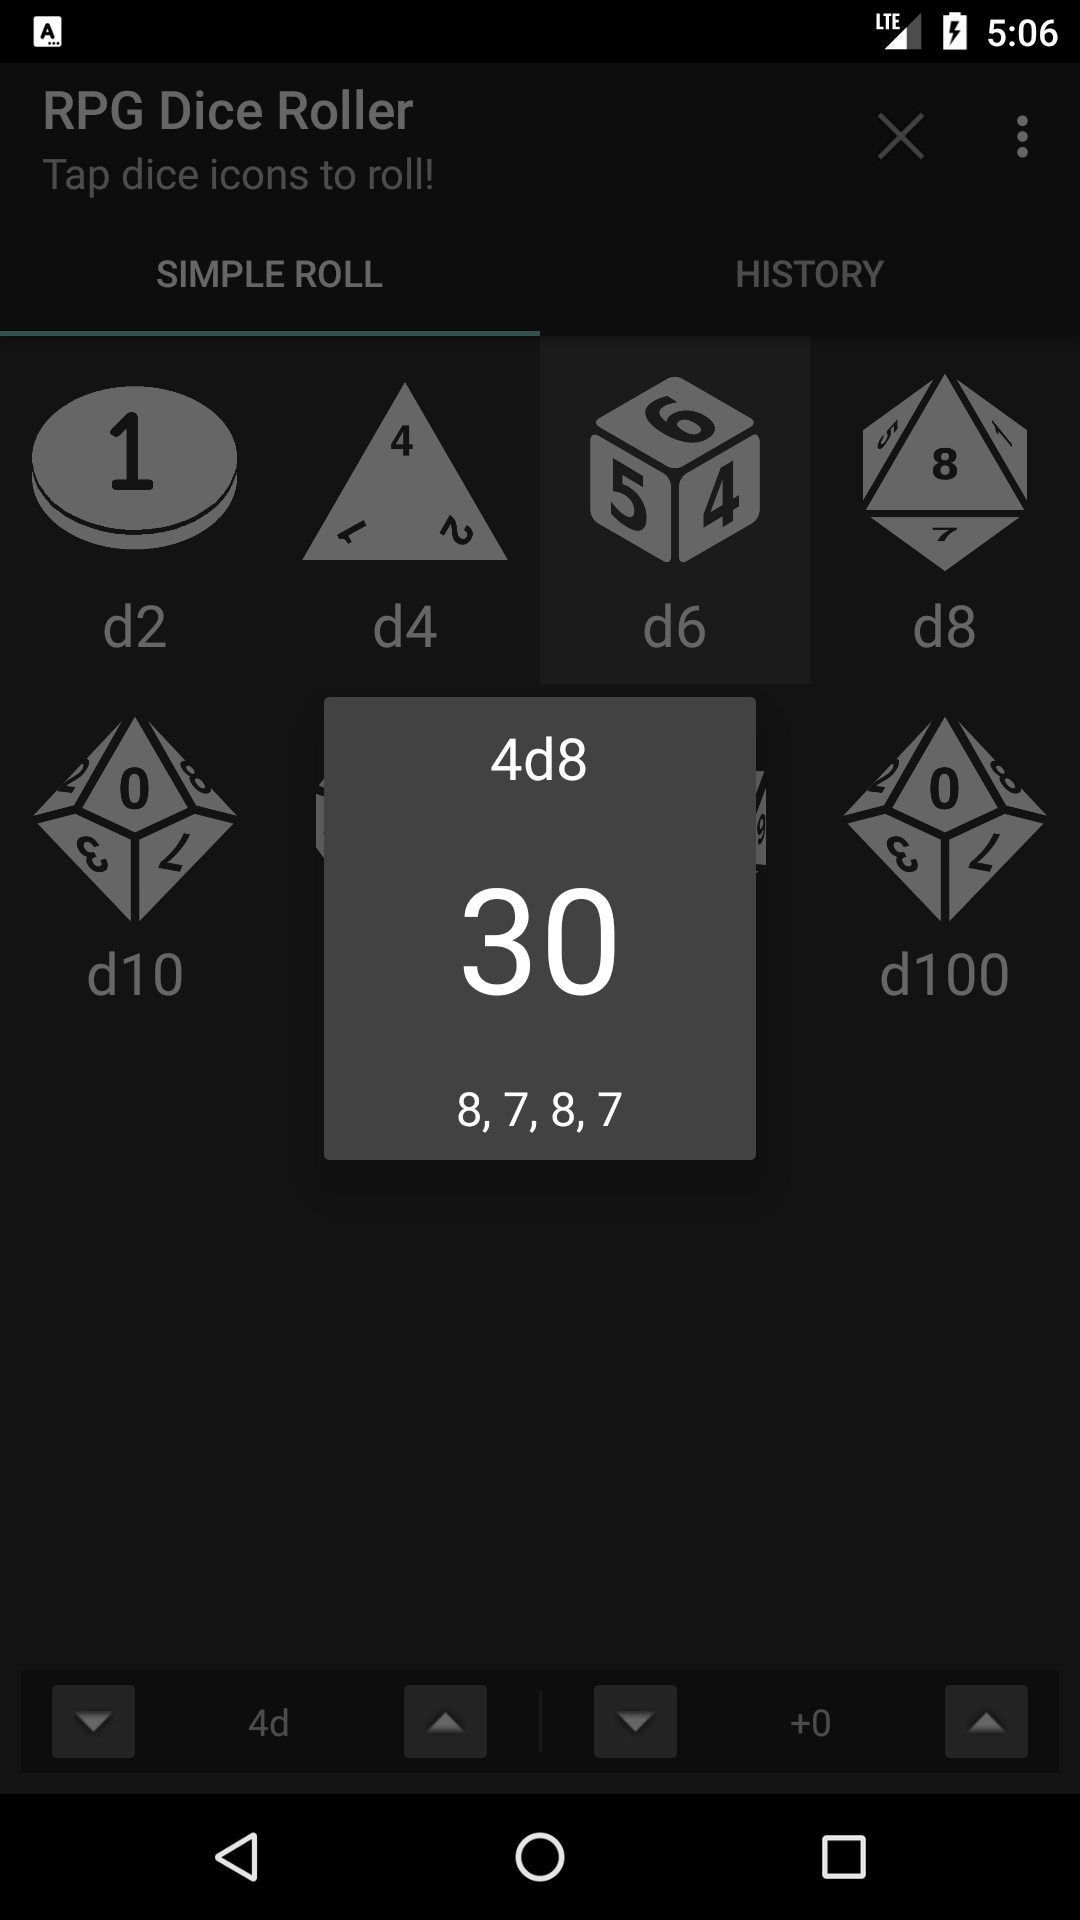 A
LTE 5:06
RPG Dice Roller
Tap dice icons to roll!
SIMPLE ROLL HISTORY
1 4 1 2 6 5 4 5 8 1 7
d2 d4 d6 d8
2 0 8 3 7 2 0 8 3 7
4d8
30
d10 d100
8, 7, 8, 7
4d +0